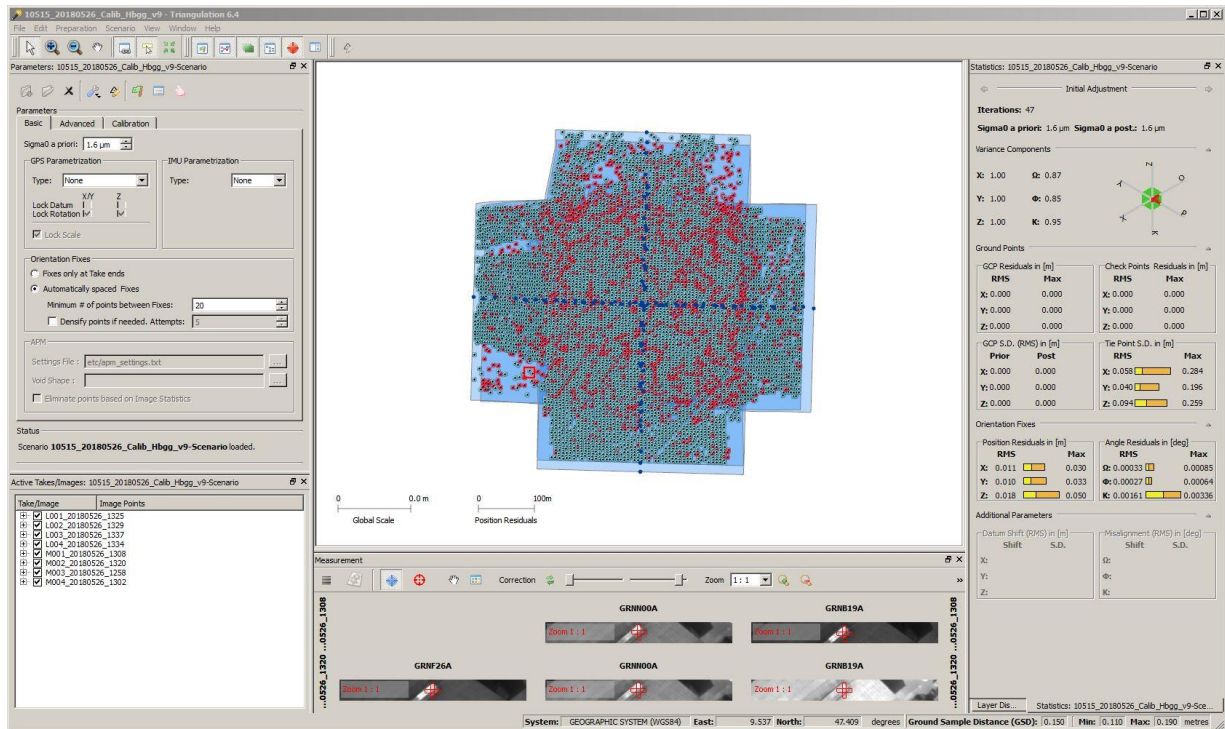 10515_20180526_Calib_Hbgg_v9 - Triangulation 6.4
File Edit Preparation Scenario View Window Help
Parameters: 10515_20180526_Calib_Hbgg_v9-Scenario
Parameters
Basic Advanced Calibration
Sigma0 a priori: 1.6 µm
GPS Parametrization
Type: None
X/Y Z
Lock Datum
Lock Rotation
Lock Scale
IMU Parametrization
Type: None
Orientation Fixes
Fixes only at Take ends
Automatically spaced Fixes
Minimum # of points between Fixes: 20
Densify points if needed. Attempts: 5
APM
Settings File : etc/apm_settings.txt ...
Void Shape : ...
Eliminate points based on Image Statistics
Status
Scenario 10515_20180526_Calib_Hbgg_v9-Scenario loaded.
Active Takes/Images: 10515_20180526_Calib_Hbgg_v9-Scenario
Take/Image Image Points
L001_20180526_1325
L002_20180526_1329
L003_20180526_1337
L004_20180526_1334
M001_20180526_1308
M002_20180526_1320
M003_20180526_1258
M004_20180526_1302
0 0.0 m
Global Scale
0 100m
Position Residuals
Measurement
Correction Zoom 1:1 »
...0526_1308
GRNN00A GRNB19A
Zoom 1 : 1 Zoom 1 : 1
...0526_1308
...0526_1320
GRNF26A GRNN00A GRNB19A
Zoom 1 : 1 Zoom 1 : 1 Zoom 1 : 1
...0526_1320
Statistics: 10515_20180526_Calib_Hbgg_v9-Scenario
Initial Adjustment
Iterations: 47
Sigma0 a priori: 1.6 µm Sigma0 a post.: 1.6 µm
Variance Components
X: 1.00 Ω: 0.87
Y: 1.00 Φ: 0.85
Z: 1.00 K: 0.95
Z O Y P X K
Ground Points
GCP Residuals in [m]
RMS Max
X: 0.000 0.000
Y: 0.000 0.000
Z: 0.000 0.000
Check Points Residuals in [m]
RMS Max
X: 0.000 0.000
Y: 0.000 0.000
Z: 0.000 0.000
GCP S.D. (RMS) in [m]
Prior Post
X: 0.000 0.000
Y: 0.000 0.000
Z: 0.000 0.000
Tie Point S.D. in [m]
RMS Max
X: 0.058 0.284
Y: 0.040 0.196
Z: 0.094 0.259
Orientation Fixes
Position Residuals in [m]
RMS Max
X: 0.011 0.030
Y: 0.010 0.033
Z: 0.018 0.050
Angle Residuals in [deg]
RMS Max
Ω: 0.00033 0.00085
Φ: 0.00027 0.00064
K: 0.00161 0.00336
Additional Parameters
Datum Shift (RMS) in [m]
Shift S.D.
X:
Y:
Z:
Misalignment (RMS) in [deg]
Shift S.D.
Ω:
Φ:
K:
Layer Dis... Statistics: 10515_20180526_Calib_Hbgg_v9-Sce...
System: GEOGRAPHIC SYSTEM (WGS84) East: 9.537 North: 47.409 degrees Ground Sample Distance (GSD): 0.150 Min: 0.110 Max: 0.190 metres